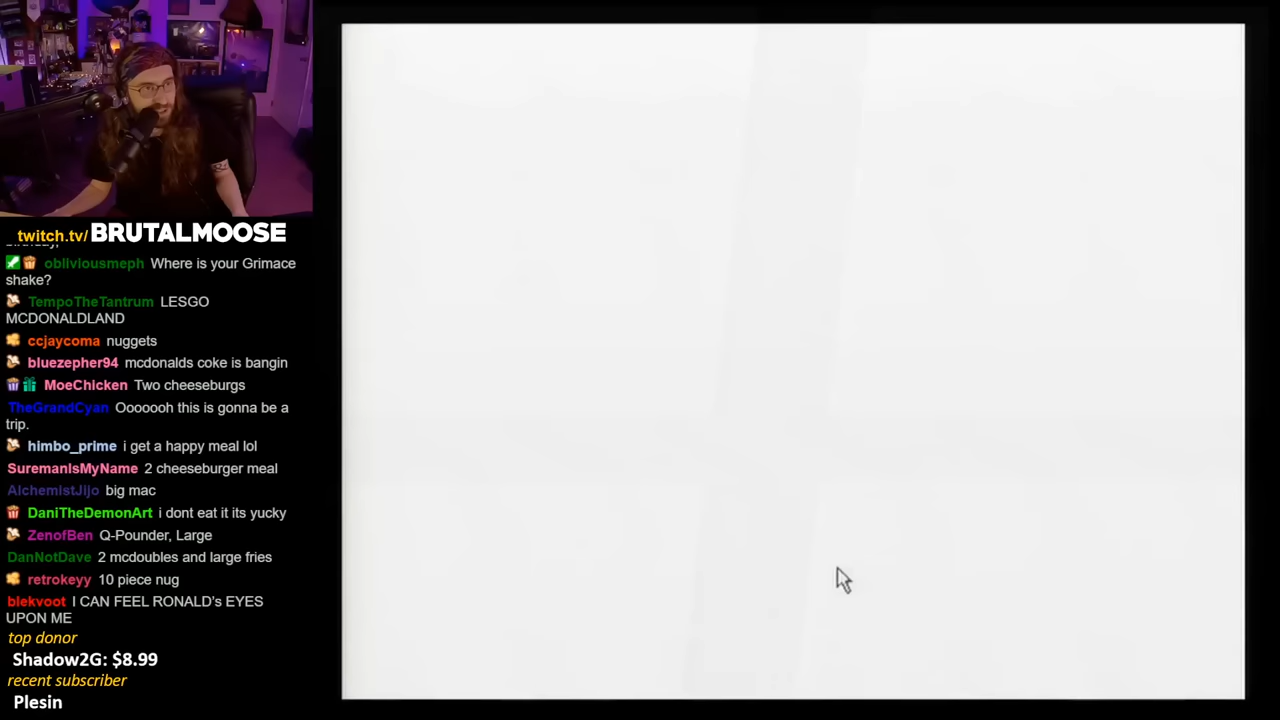 twitch.tv/BRUTALMOOSE
obliviousmeph Where is your Grimace
shake?
TempoTheTantrum LESGO
MCDONALDLAND
ccjaycoma nuggets
bluezepher94 mcdonalds coke is bangin
MoeChicken Two cheeseburgs
TheGrandCyan Ooooooh this is gonna be a
trip.
himbo_prime i get a happy meal lol
SuremanIsMyName 2 cheeseburger meal
AlchemistJijo big mac
DaniTheDemonArt i dont eat it its yucky
ZenofBen Q-Pounder, Large
DanNotDave 2 mcdoubles and large fries
retrokeyy 10 piece nug
blekvoot I CAN FEEL RONALD's EYES
UPON ME
top donor
Shadow2G: $8.99
recent subscriber
Plesin